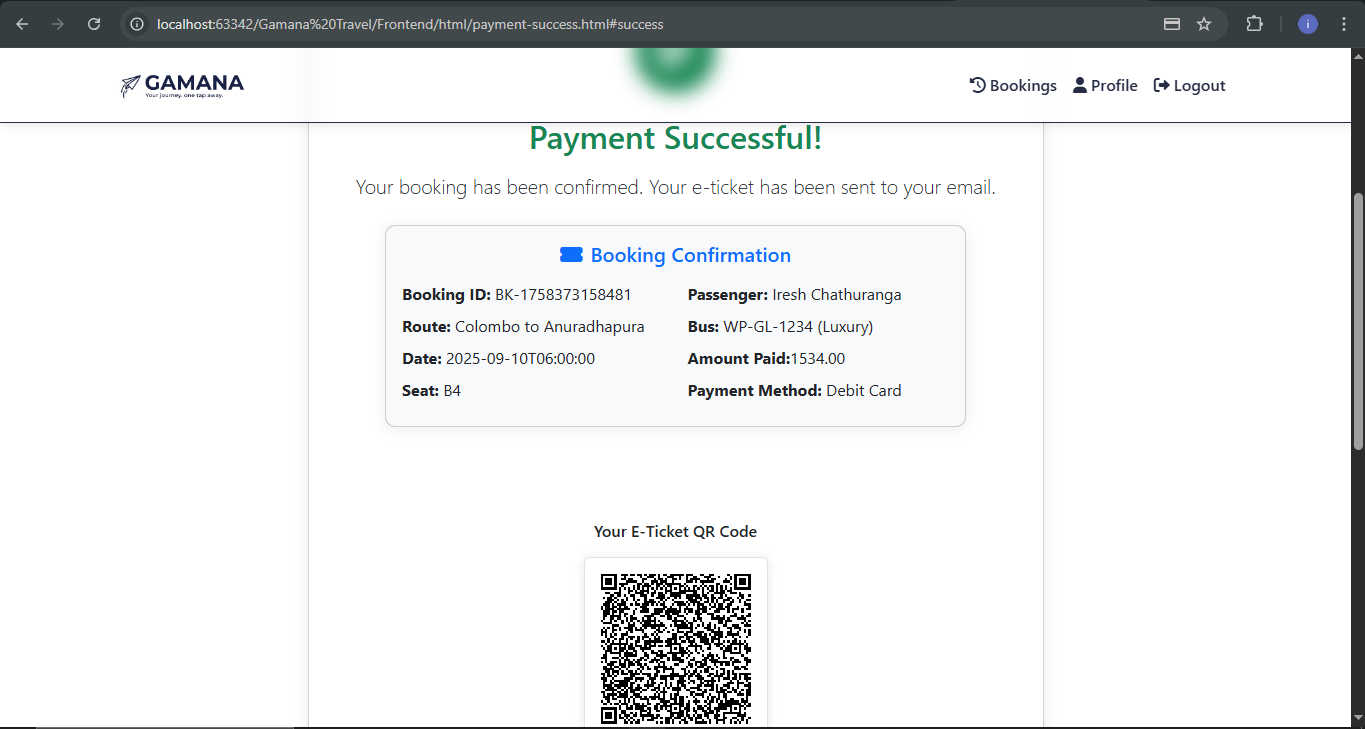 localhost:63342/Gamana%20Travel/Frontend/html/payment-success.html#success
i
GAMANA
Your journey, one tap away.
Bookings
Profile
Logout
Payment Successful!
Your booking has been confirmed. Your e-ticket has been sent to your email.
Booking Confirmation
Booking ID: BK-1758373158481
Passenger: Iresh Chathuranga
Route: Colombo to Anuradhapura
Bus: WP-GL-1234 (Luxury)
Date: 2025-09-10T06:00:00
Amount Paid:1534.00
Seat: B4
Payment Method: Debit Card
Your E-Ticket QR Code